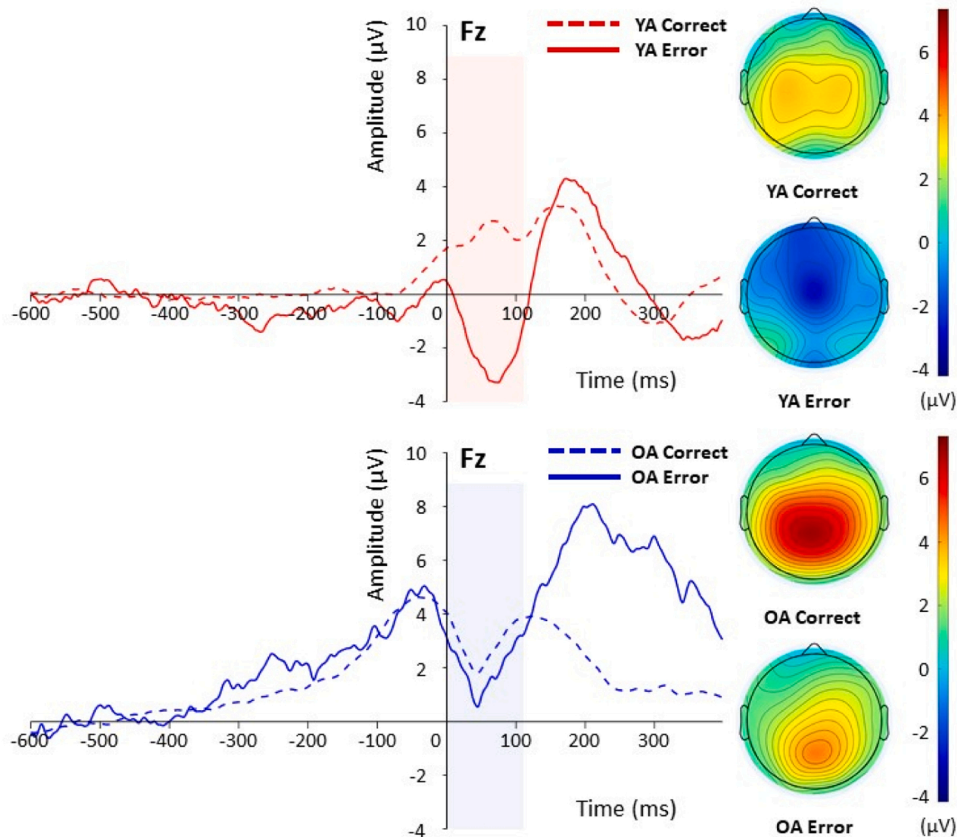 10
Fz
YA Correct
YA Error
Amplitude (µV)
8
6
4
2
-600 -500 -400 -300 -200 -100 0 100 200 300
-2
-4
Time (ms)
YA Correct
YA Error
6
4
2
0
-2
-4
(µV)
10
Fz
OA Correct
OA Error
Amplitude (µV)
8
6
4
2
-600 -500 -400 -300 -200 -100 0 100 200 300
-2
-4
Time (ms)
OA Correct
OA Error
6
4
2
0
-2
-4
(µV)